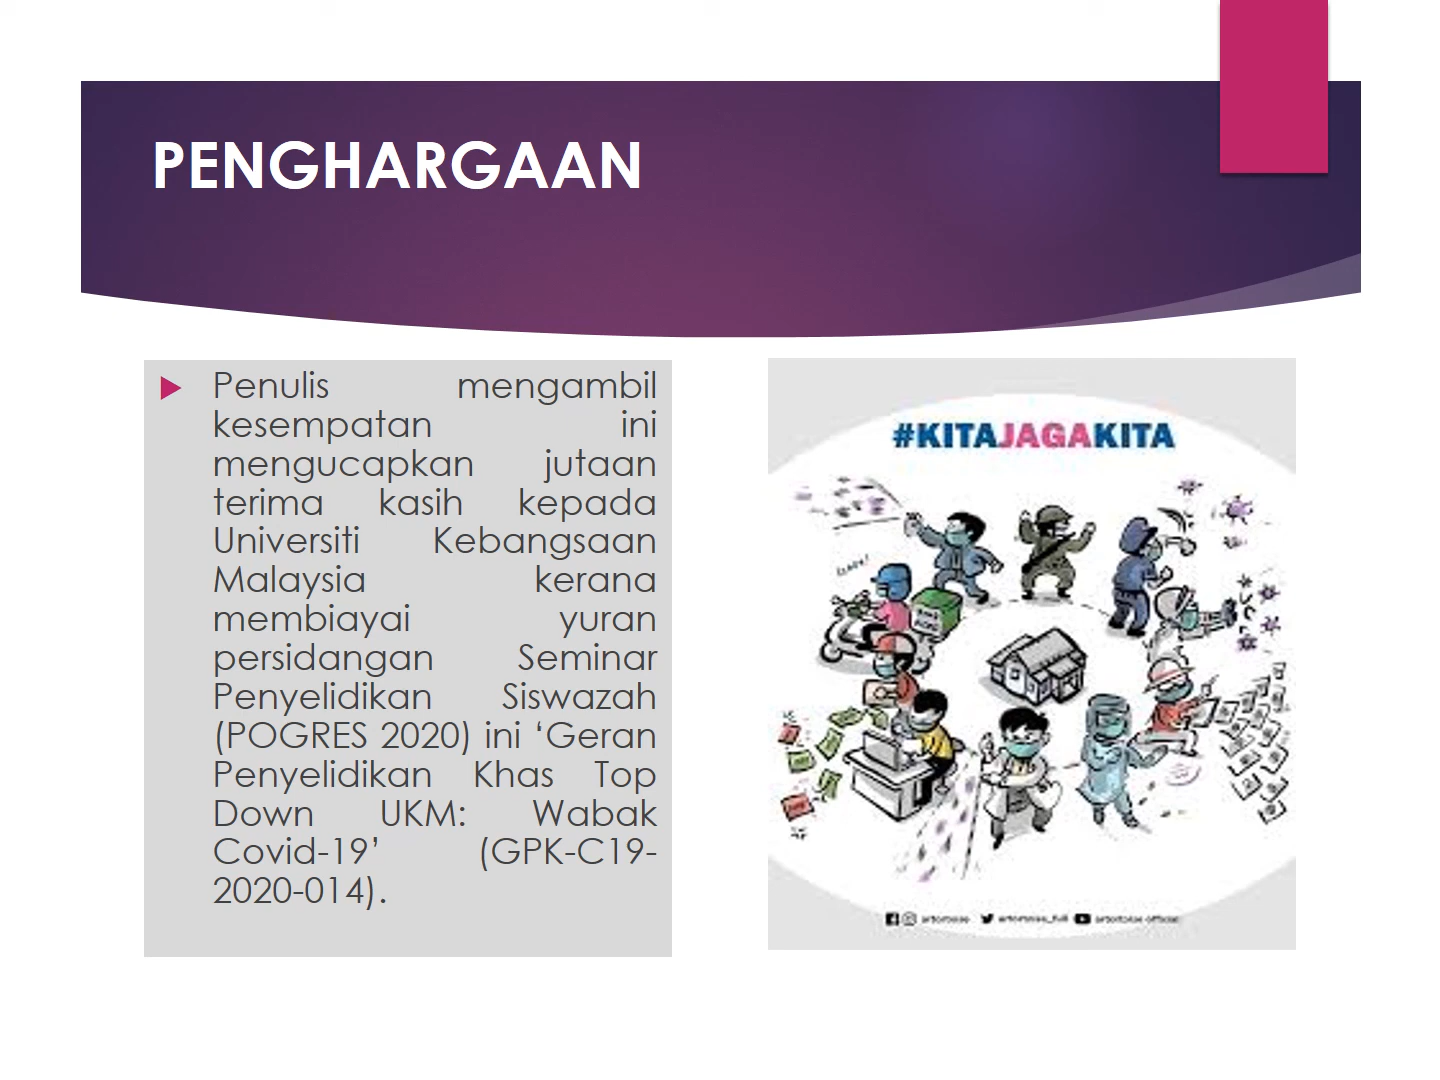 PENGHARGAAN
Penulis mengambil
kesempatan ini
mengucapkan jutaan
terima kasih kepada
Universiti Kebangsaan
Malaysia kerana
membiayai yuran
persidangan Seminar
Penyelidikan Siswazah
(POGRES 2020) ini ‘Geran
Penyelidikan Khas Top
Down UKM: Wabak
Covid-19’ (GPK-C19-
2020-014).
#KITAJAGAKITA